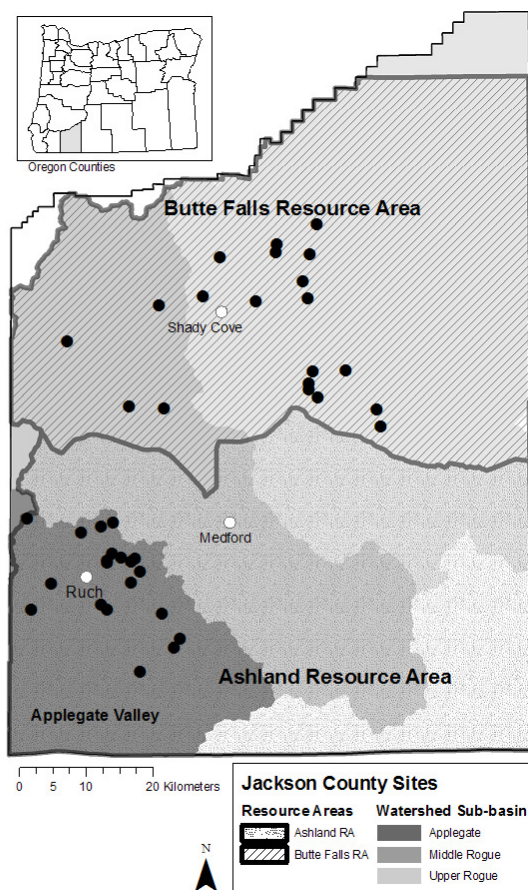 Oregon Counties
Butte Falls Resource Area
Shady Cove
Medford
Ruch
Ashland Resource Area
Applegate Valley
0 5 10 20 Kilometers
N
Jackson County Sites
Resource Areas
Ashland RA
Butte Falls RA
Watershed Sub-basin
Applegate
Middle Rogue
Upper Rogue